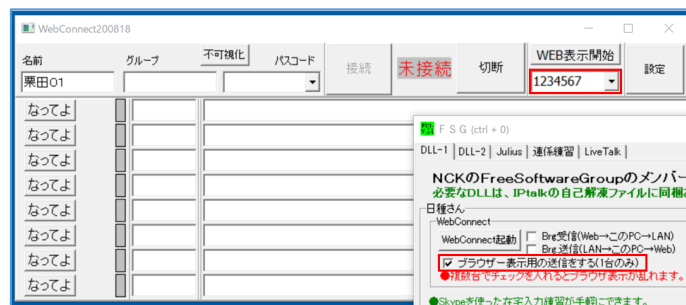 WebConnect200818
名前
グループ
不可視化
パスコード
接続
未接続
切断
WEB表示開始
設定
栗田01
1234567
なってよ
なってよ
なってよ
なってよ
なってよ
なってよ
なってよ
なってよ
FSG (ctrl + 0)
DLL-1 DLL-2 Julius 連係練習 LiveTalk
NCKのFreeSoftwareGroupのメンバー
必要なDLLは、IPtalkの自己解凍ファイルに同梱
日種さん
WebConnect
WebConnect起動
Brg受信(Web→このPC→LAN)
Brg送信(LAN→このPC→Web)
ブラウザー表示用の送信をする(1台のみ)
●複数台でチェックを入れるとブラウザ表示が乱れます。
●Skypeを使った在宅入力練習が手軽にできます。